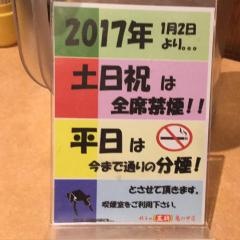 2017年 1月2日
より...
土日祝は
全席禁煙!!
平日は
今まで通りの分煙!
とさせて頂きます。
喫煙室をご利用下さい。
王将